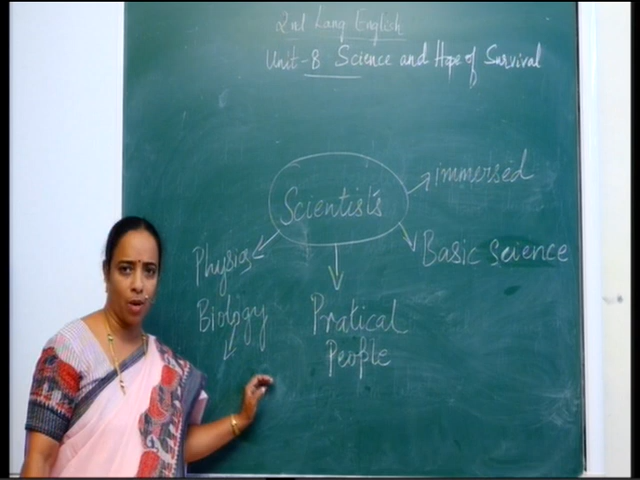 2nd Lang English
Unit-8 Science and Hope of Survival
immersed
Scientists
Basic science
Physics
Biology
Pratical
People